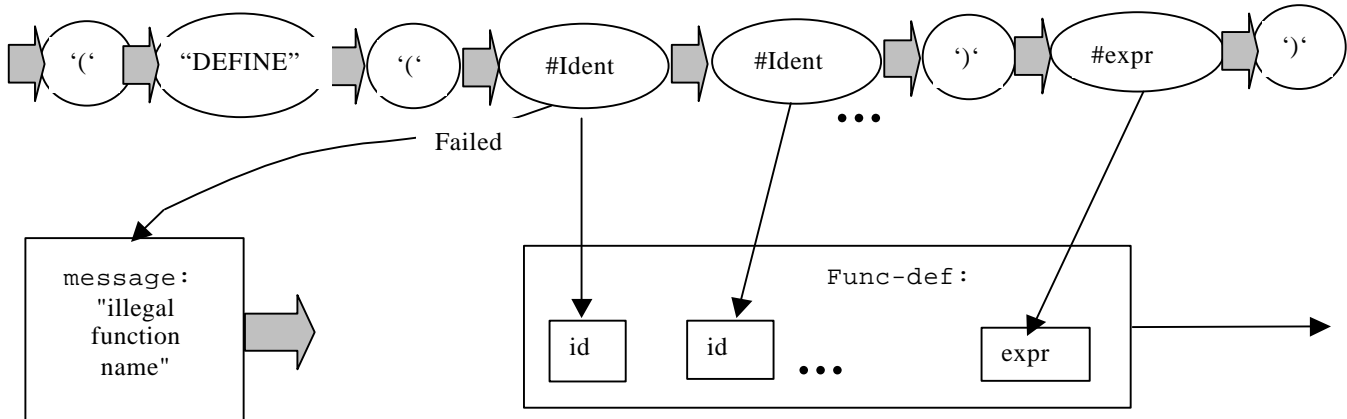 ‘(‘ “DEFINE” ‘(‘ #Ident #Ident ‘)‘ #expr ‘)‘
•••
Failed
message:
"illegal
function
name"
Func-def:
id id ••• expr